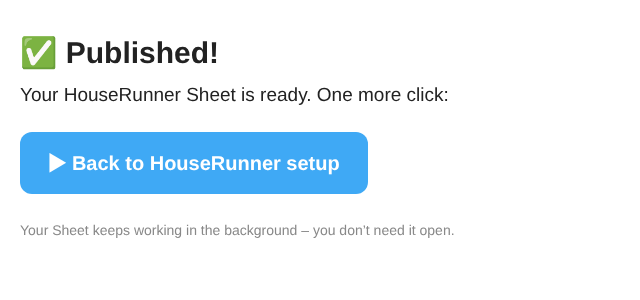 ✅ Published!
Your HouseRunner Sheet is ready. One more click:
▶ Back to HouseRunner setup
Your Sheet keeps working in the background – you don’t need it open.